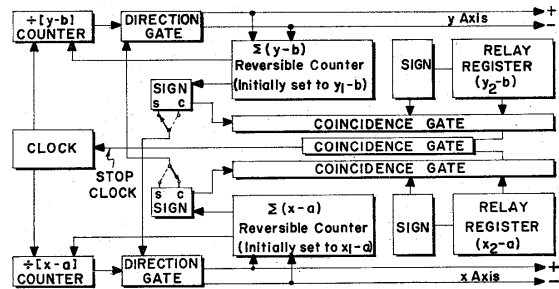 ÷[y-b]
COUNTER
DIRECTION
GATE
+
y Axis
−
Σ(y-b)
Reversible Counter
(Initially set to y₁-b)
SIGN
S C
SIGN
RELAY
REGISTER
(y₂-b)
COINCIDENCE GATE
CLOCK
COINCIDENCE GATE
STOP
CLOCK
COINCIDENCE GATE
S C
SIGN
Σ(x-a)
Reversible Counter
(Initially set to x₁-a)
SIGN
RELAY
REGISTER
(x₂-a)
÷[x-a]
COUNTER
DIRECTION
GATE
+
x Axis
−